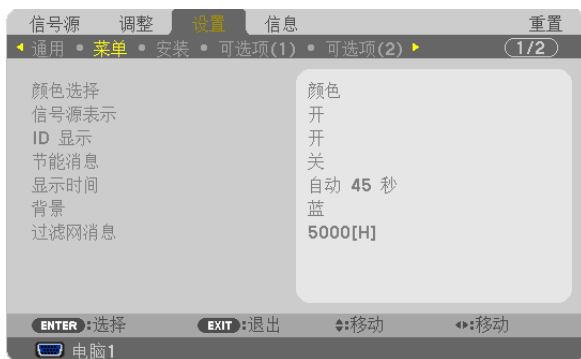 信号源 调整 设置 信息 重置
通用 • 菜单 • 安装 • 可选项(1) • 可选项(2) 1/2
颜色选择 颜色
信号源表示 开
ID 显示 开
节能消息 关
显示时间 自动 45 秒
背景 蓝
过滤网消息 5000[H]
ENTER:选择 EXIT:退出 :移动 :移动
电脑1